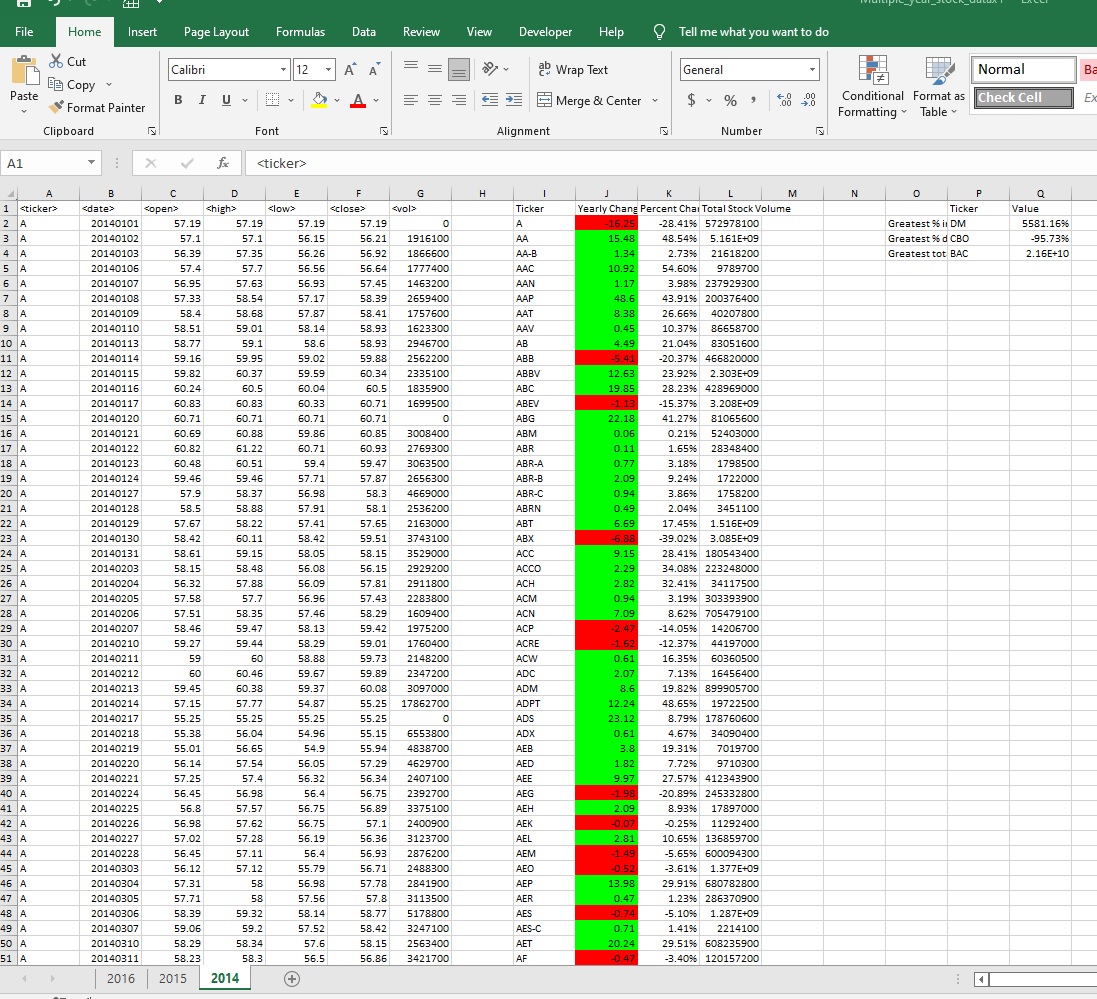 File Home Insert Page Layout Formulas Data Review View Developer Help Tell me what you want to do
Cut
Copy
Format Painter
Paste
Clipboard
Calibri 12
B I U
Font
Wrap Text
Merge & Center
Alignment
General
$ % ,
Number
Conditional Formatting
Format as Table
Normal
Check Cell
A1 fx <ticker>
A B C D E F G H I J K L M N O P Q
1 <ticker> <date> <open> <high> <low> <close> <vol> Ticker Yearly Chang Percent Chan Total Stock Volume Ticker Value
2 A 20140101 57.19 57.19 57.19 57.19 0 A -16.25 -28.41% 572978100 Greatest % i DM 5581.16%
3 A 20140102 57.1 57.1 56.15 56.21 1916100 AA 15.48 48.54% 5.161E+09 Greatest % d CBO -95.73%
4 A 20140103 56.39 57.35 56.26 56.92 1866600 AA-B 1.34 2.73% 21618200 Greatest tot BAC 2.16E+10
5 A 20140106 57.4 57.7 56.56 56.64 1777400 AAC 10.92 54.60% 9789700
6 A 20140107 56.95 57.63 56.93 57.45 1463200 AAN 1.17 3.98% 237929300
7 A 20140108 57.33 58.54 57.17 58.39 2659400 AAP 48.6 43.91% 200376400
8 A 20140109 58.4 58.68 57.87 58.41 1757600 AAT 8.38 26.66% 40207800
9 A 20140110 58.51 59.01 58.14 58.93 1623300 AAV 0.45 10.37% 86658700
10 A 20140113 58.77 59.1 58.6 58.93 2946700 AB 4.49 21.04% 83051600
11 A 20140114 59.16 59.95 59.02 59.88 2562200 ABB -5.41 -20.37% 466820000
12 A 20140115 59.82 60.37 59.59 60.34 2335100 ABBV 12.63 23.92% 2.303E+09
13 A 20140116 60.24 60.5 60.04 60.5 1835900 ABC 19.85 28.23% 428969000
14 A 20140117 60.83 60.83 60.33 60.71 1699500 ABEV -1.13 -15.37% 3.208E+09
15 A 20140120 60.71 60.71 60.71 60.71 0 ABG 22.18 41.27% 81065600
16 A 20140121 60.69 60.88 59.86 60.85 3008400 ABM 0.06 0.21% 52403000
17 A 20140122 60.82 61.22 60.71 60.93 2769300 ABR 0.11 1.65% 28348400
18 A 20140123 60.48 60.51 59.4 59.47 3063500 ABR-A 0.77 3.18% 1798500
19 A 20140124 59.46 59.46 57.71 57.87 2656300 ABR-B 2.09 9.24% 1722000
20 A 20140127 57.9 58.37 56.98 58.3 4669000 ABR-C 0.94 3.86% 1758200
21 A 20140128 58.5 58.88 57.91 58.1 2536200 ABRN 0.49 2.04% 3451100
22 A 20140129 57.67 58.22 57.41 57.65 2163000 ABT 6.69 17.45% 1.516E+09
23 A 20140130 58.42 60.11 58.42 59.51 3743100 ABX -6.88 -39.02% 3.085E+09
24 A 20140131 58.61 59.15 58.05 58.15 3529000 ACC 9.15 28.41% 180543400
25 A 20140203 58.15 58.48 56.08 56.15 2929200 ACCO 2.29 34.08% 223248000
26 A 20140204 56.32 57.88 56.09 57.81 2911800 ACH 2.82 32.41% 34117500
27 A 20140205 57.58 57.7 56.96 57.43 2283800 ACM 0.94 3.19% 303393900
28 A 20140206 57.51 58.35 57.46 58.29 1609400 ACN 7.09 8.62% 705479100
29 A 20140207 58.46 59.47 58.13 59.42 1975200 ACP -2.47 -14.05% 14206700
30 A 20140210 59.27 59.44 58.29 59.01 1760400 ACRE -1.62 -12.37% 44197000
31 A 20140211 59 60 58.88 59.73 2148200 ACW 0.61 16.35% 60360500
32 A 20140212 60 60.46 59.67 59.89 2347200 ADC 2.07 7.13% 16456400
33 A 20140213 59.45 60.38 59.37 60.08 3097000 ADM 8.6 19.82% 899905700
34 A 20140214 57.15 57.77 54.87 55.25 17862700 ADPT 12.24 48.65% 19722500
35 A 20140217 55.25 55.25 55.25 55.25 0 ADS 23.12 8.79% 178760600
36 A 20140218 55.38 56.04 54.96 55.15 6553800 ADX 0.61 4.67% 34090400
37 A 20140219 55.01 56.65 54.9 55.94 4838700 AEB 3.8 19.31% 7019700
38 A 20140220 56.14 57.54 56.05 57.29 4629700 AED 1.82 7.72% 9710300
39 A 20140221 57.25 57.4 56.32 56.34 2407100 AEE 9.97 27.57% 412343900
40 A 20140224 56.45 56.98 56.4 56.75 2392700 AEG -1.98 -20.89% 245332800
41 A 20140225 56.8 57.57 56.75 56.89 3375100 AEH 2.09 8.93% 17897000
42 A 20140226 56.98 57.62 56.75 57.1 2400900 AEK -0.07 -0.25% 11292400
43 A 20140227 57.02 57.28 56.19 56.36 3123700 AEL 2.81 10.65% 136859700
44 A 20140228 56.45 57.11 56.4 56.93 2876200 AEM -1.49 -5.65% 600094300
45 A 20140303 56.12 57.12 55.79 56.71 2488300 AEO -0.52 -3.61% 1.377E+09
46 A 20140304 57.31 58 56.98 57.78 2841900 AEP 13.98 29.91% 680782800
47 A 20140305 57.71 58 57.56 57.8 3113500 AER 0.47 1.23% 286370900
48 A 20140306 58.39 59.32 58.14 58.77 5178800 AES -0.74 -5.10% 1.287E+09
49 A 20140307 59.06 59.2 57.52 58.42 3247100 AES-C 0.71 1.41% 2214100
50 A 20140310 58.29 58.34 57.6 58.15 2563400 AET 20.24 29.51% 608235900
51 A 20140311 58.23 58.3 56.5 56.86 3421700 AF -0.47 -3.40% 120157200
2016 2015 2014